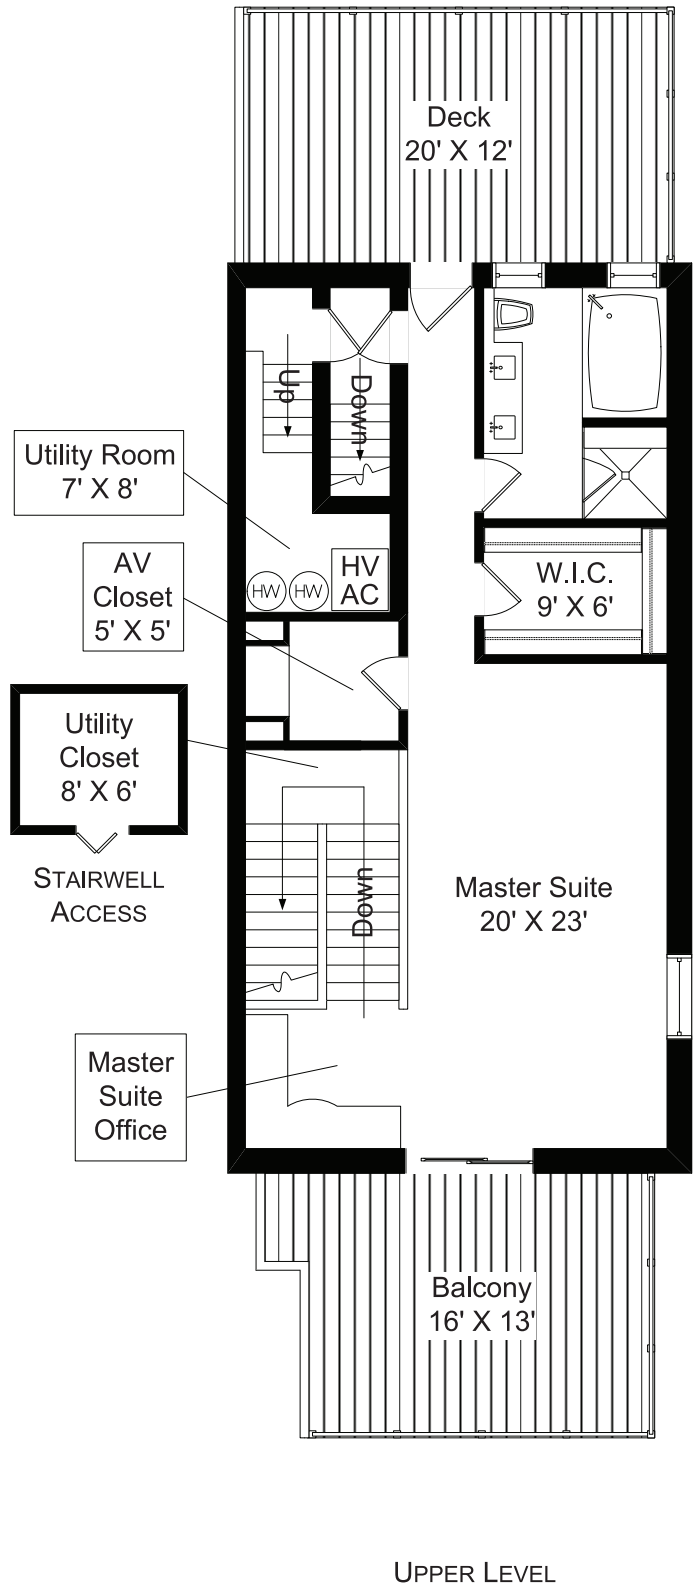 Deck
20' X 12'
Up
Down
Utility Room
7' X 8'
AV
Closet
5' X 5'
HW
HW
HV
AC
W.I.C.
9' X 6'
Utility
Closet
8' X 6'
STAIRWELL
ACCESS
Down
Master Suite
20' X 23'
Master
Suite
Office
Balcony
16' X 13'
UPPER LEVEL